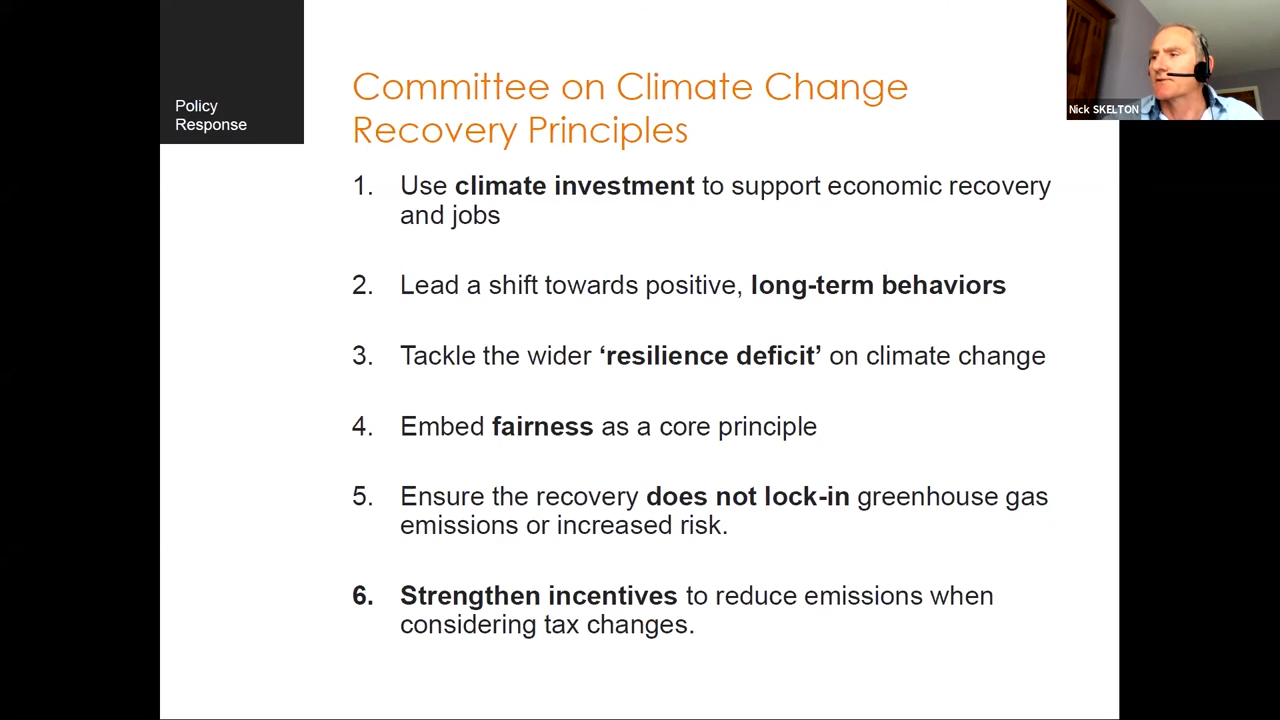 Policy
Response
Committee on Climate Change
Recovery Principles
1. Use climate investment to support economic recovery
and jobs
2. Lead a shift towards positive, long-term behaviors
3. Tackle the wider ‘resilience deficit’ on climate change
4. Embed fairness as a core principle
5. Ensure the recovery does not lock-in greenhouse gas
emissions or increased risk.
6. Strengthen incentives to reduce emissions when
considering tax changes.
Nick SKELTON